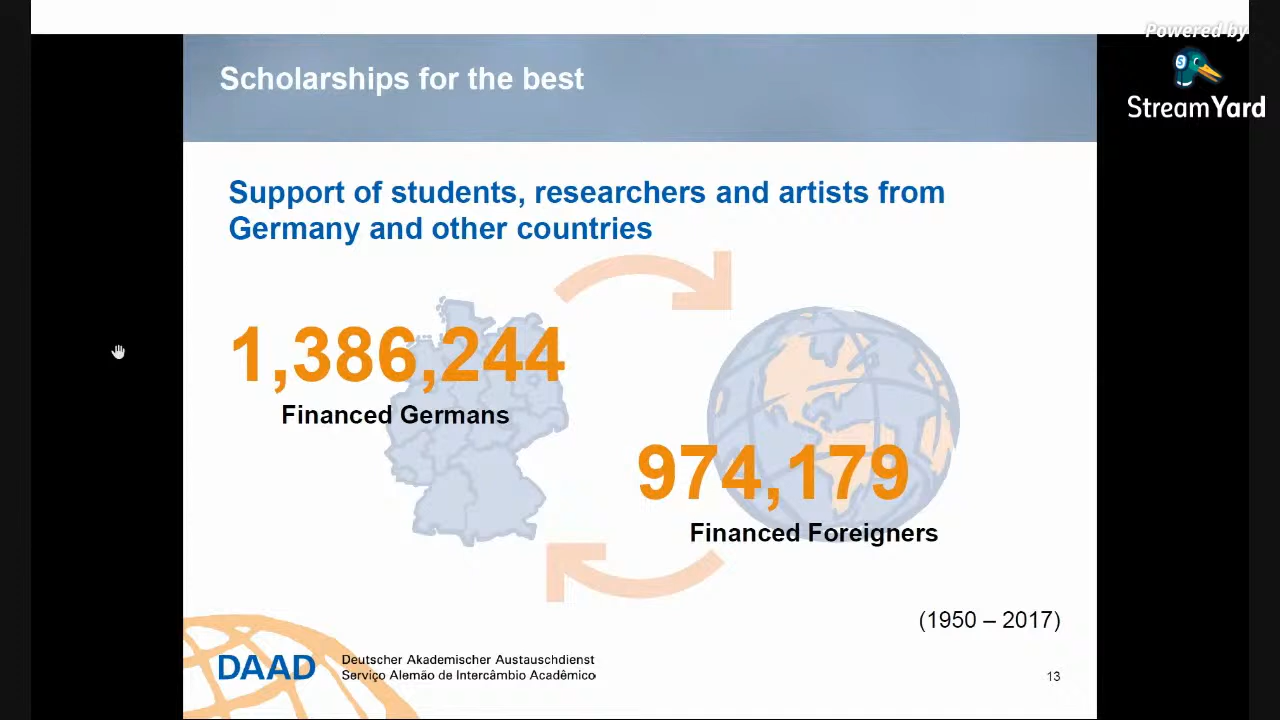 Powered by
StreamYard
Scholarships for the best
Support of students, researchers and artists from
Germany and other countries
1,386,244
Financed Germans
974,179
Financed Foreigners
(1950 – 2017)
DAAD
Deutscher Akademischer Austauschdienst
Serviço Alemão de Intercâmbio Acadêmico
13